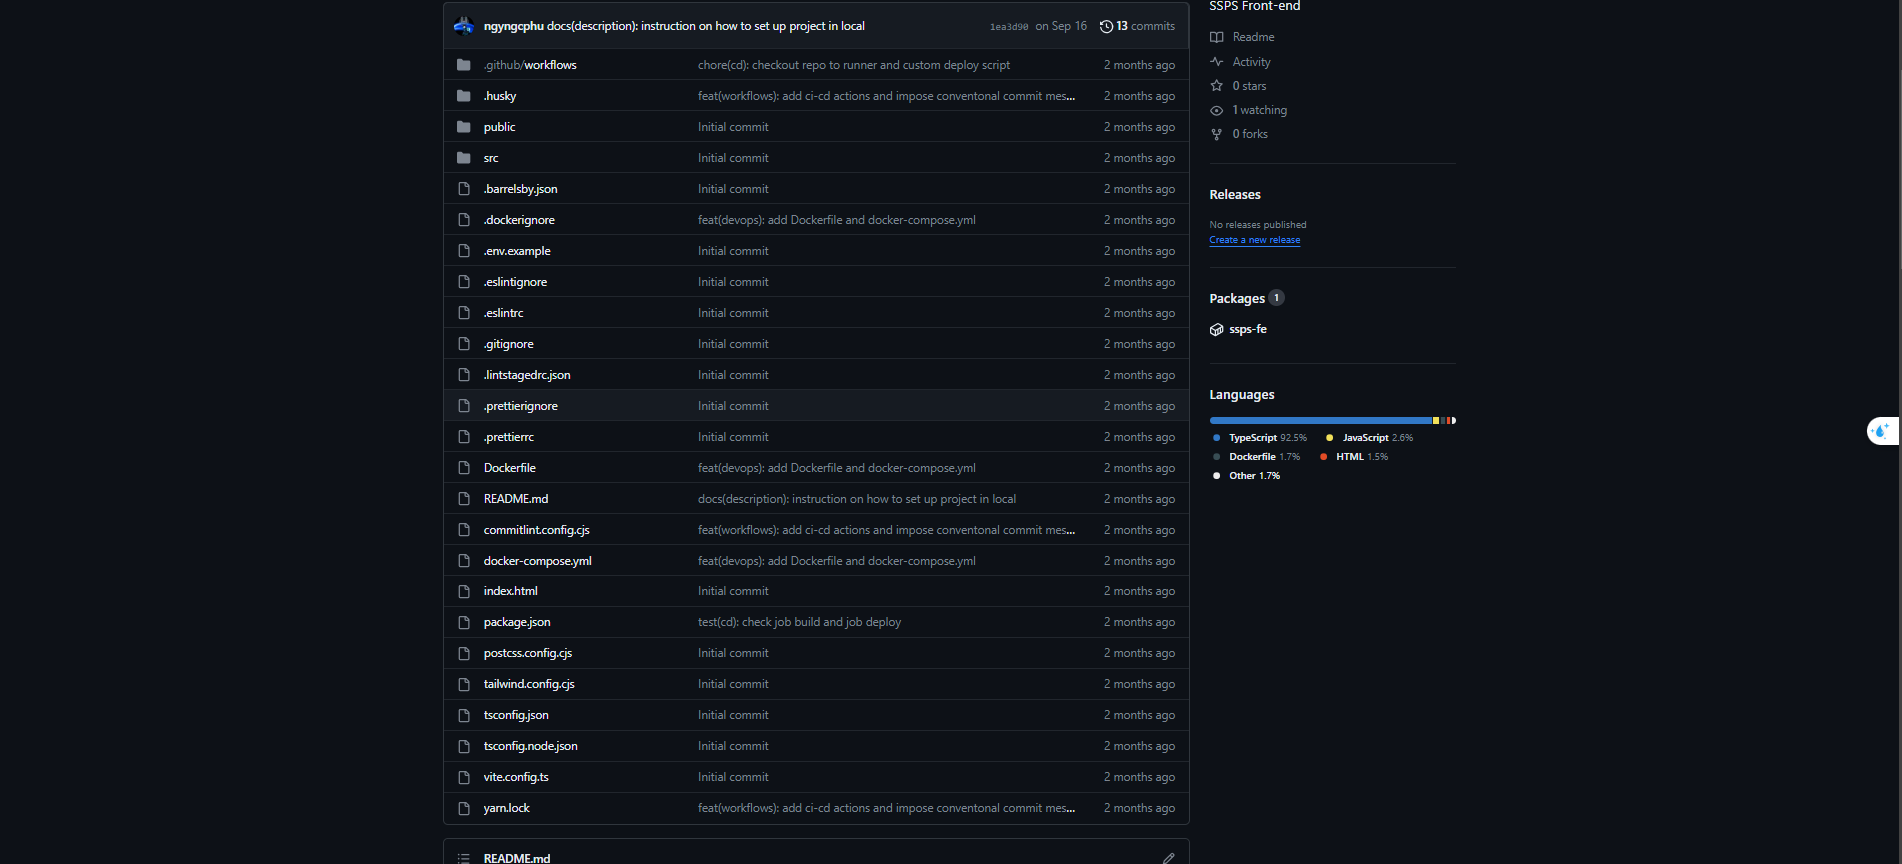 ngyngcphu docs(description): instruction on how to set up project in local 1ea3d90 on Sep 16 13 commits
.github/workflows chore(cd): checkout repo to runner and custom deploy script 2 months ago
.husky feat(workflows): add ci-cd actions and impose conventonal commit mes... 2 months ago
public Initial commit 2 months ago
src Initial commit 2 months ago
.barrelsby.json Initial commit 2 months ago
.dockerignore feat(devops): add Dockerfile and docker-compose.yml 2 months ago
.env.example Initial commit 2 months ago
.eslintignore Initial commit 2 months ago
.eslintrc Initial commit 2 months ago
.gitignore Initial commit 2 months ago
.lintstagedrc.json Initial commit 2 months ago
.prettierignore Initial commit 2 months ago
.prettierrc Initial commit 2 months ago
Dockerfile feat(devops): add Dockerfile and docker-compose.yml 2 months ago
README.md docs(description): instruction on how to set up project in local 2 months ago
commitlint.config.cjs feat(workflows): add ci-cd actions and impose conventonal commit mes... 2 months ago
docker-compose.yml feat(devops): add Dockerfile and docker-compose.yml 2 months ago
index.html Initial commit 2 months ago
package.json test(cd): check job build and job deploy 2 months ago
postcss.config.cjs Initial commit 2 months ago
tailwind.config.cjs Initial commit 2 months ago
tsconfig.json Initial commit 2 months ago
tsconfig.node.json Initial commit 2 months ago
vite.config.ts Initial commit 2 months ago
yarn.lock feat(workflows): add ci-cd actions and impose conventonal commit mes... 2 months ago
README.md
SSPS Front-end
Readme
Activity
0 stars
1 watching
0 forks
Releases
No releases published
Create a new release
Packages 1
ssps-fe
Languages
TypeScript 92.5% JavaScript 2.6%
Dockerfile 1.7% HTML 1.5%
Other 1.7%